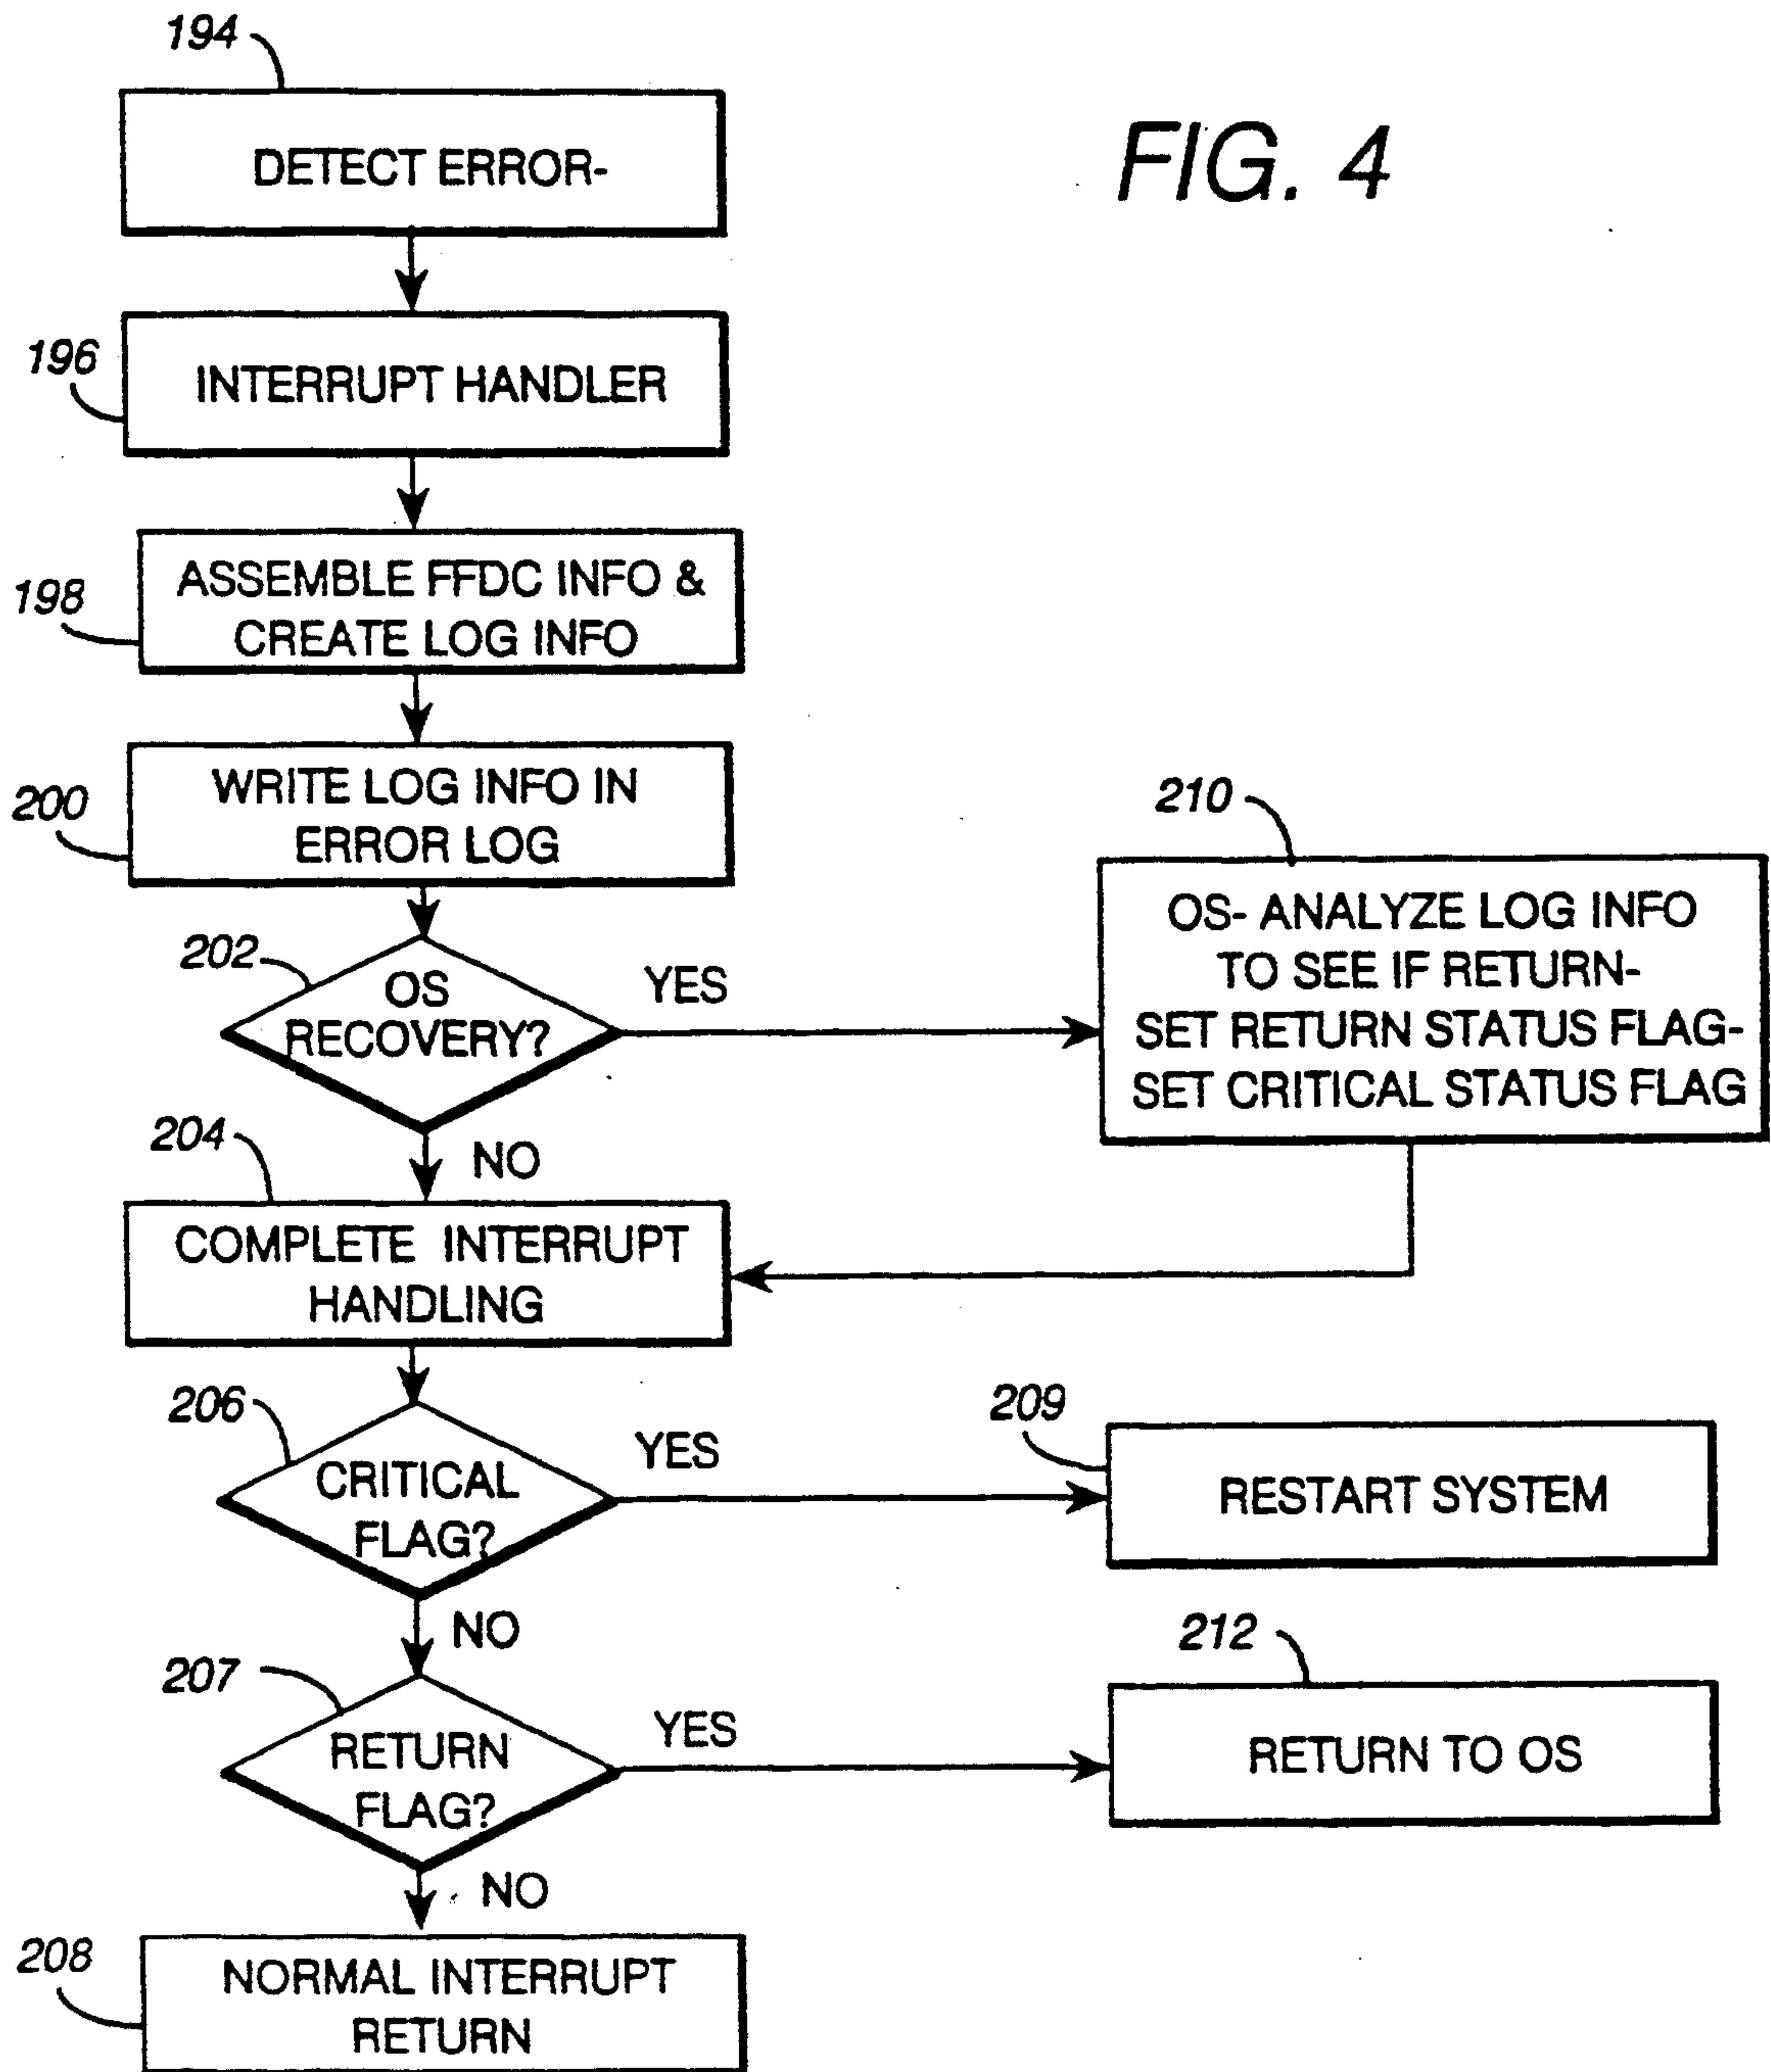 194
DETECT ERROR-
FIG. 4
196
INTERRUPT HANDLER
198
ASSEMBLE FFDC INFO &
CREATE LOG INFO
200
WRITE LOG INFO IN
ERROR LOG
202
OS
RECOVERY?
YES
210
OS- ANALYZE LOG INFO
TO SEE IF RETURN-
SET RETURN STATUS FLAG-
SET CRITICAL STATUS FLAG
NO
204
COMPLETE INTERRUPT
HANDLING
206
CRITICAL
FLAG?
YES
209
RESTART SYSTEM
NO
207
RETURN
FLAG?
YES
212
RETURN TO OS
NO
208
NORMAL INTERRUPT
RETURN